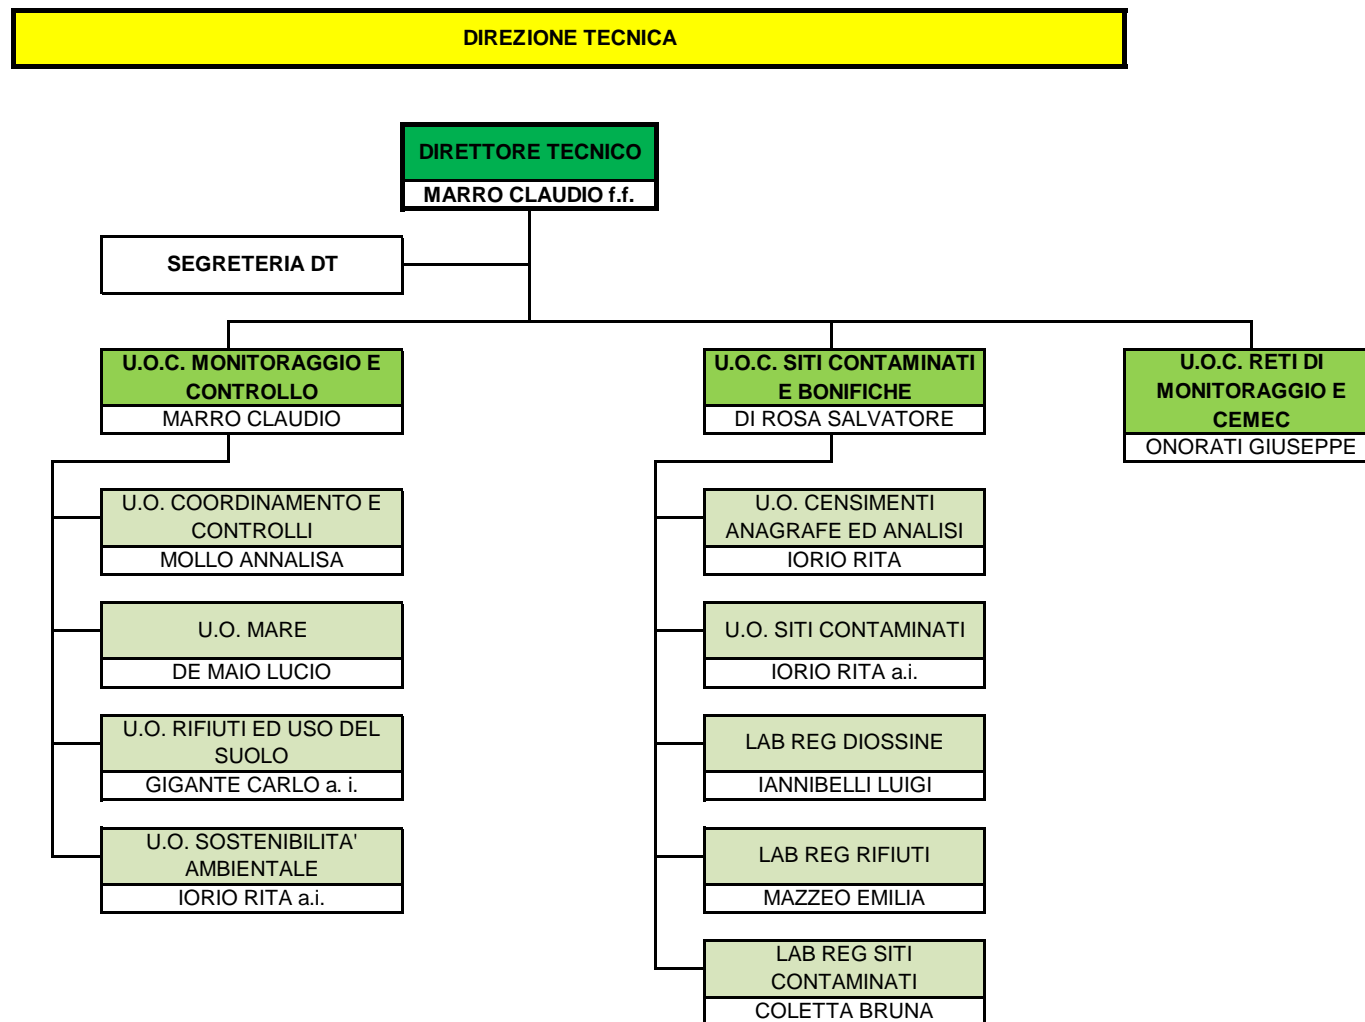 DIREZIONE TECNICA
DIRETTORE TECNICO
MARRO CLAUDIO f.f.
SEGRETERIA DT
U.O.C. MONITORAGGIO E
CONTROLLO
MARRO CLAUDIO
U.O. COORDINAMENTO E
CONTROLLI
MOLLO ANNALISA
U.O. MARE
DE MAIO LUCIO
U.O. RIFIUTI ED USO DEL
SUOLO
GIGANTE CARLO a. i.
U.O. SOSTENIBILITA'
AMBIENTALE
IORIO RITA a.i.
U.O.C. SITI CONTAMINATI
E BONIFICHE
DI ROSA SALVATORE
U.O. CENSIMENTI
ANAGRAFE ED ANALISI
IORIO RITA
U.O. SITI CONTAMINATI
IORIO RITA a.i.
LAB REG DIOSSINE
IANNIBELLI LUIGI
LAB REG RIFIUTI
MAZZEO EMILIA
LAB REG SITI
CONTAMINATI
COLETTA BRUNA
U.O.C. RETI DI
MONITORAGGIO E
CEMEC
ONORATI GIUSEPPE